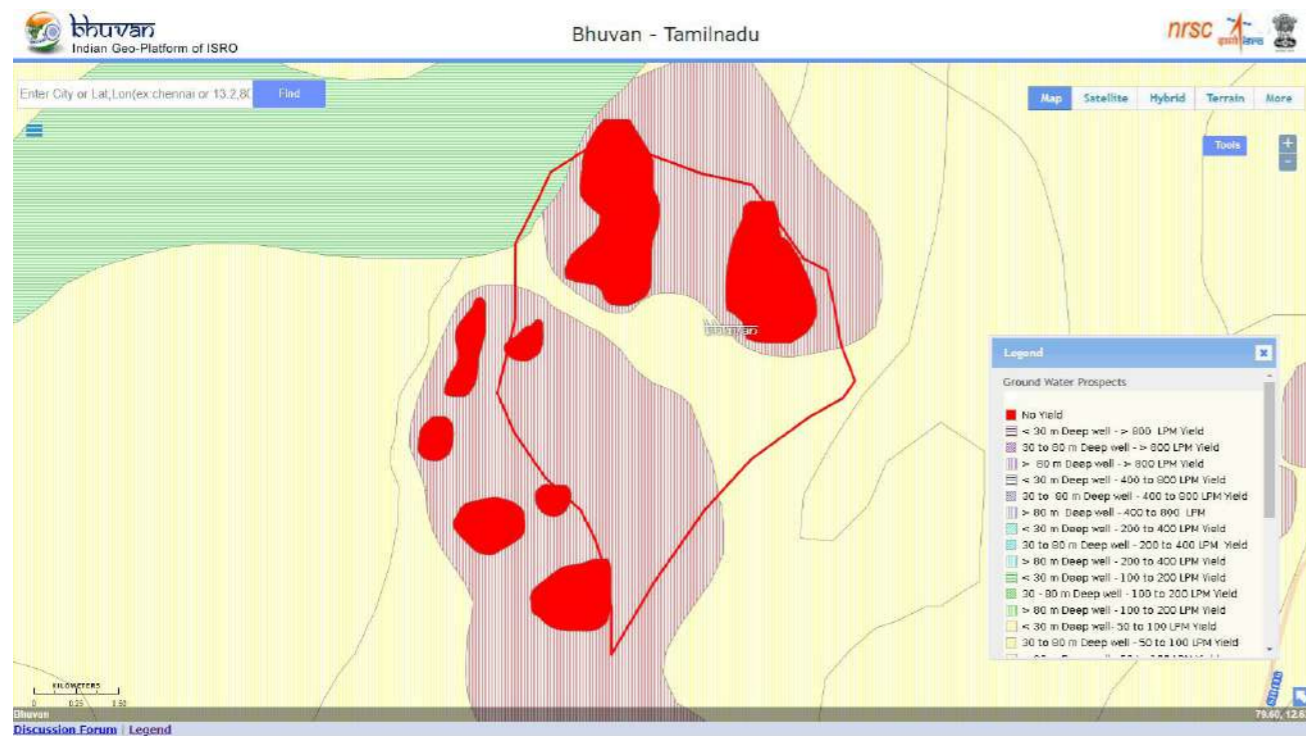 bhuvan
Indian Geo-Platform of ISRO
Bhuvan - Tamilnadu
nrsc
Enter City or Lat,Lon(ex:chennai or 13.2,80
Find
Map Satellite Hybrid Terrain More
Tools
+
-
bhuvan
Legend
Ground Water Prospects
No Yield
< 30 m Deep well - > 800 LPM Yield
30 to 80 m Deep well - > 800 LPM Yield
> 80 m Deep well - > 800 LPM Yield
< 30 m Deep well - 400 to 800 LPM Yield
30 to 80 m Deep well - 400 to 800 LPM Yield
> 80 m Deep well - 400 to 800 LPM
< 30 m Deep well - 200 to 400 LPM Yield
30 to 80 m Deep well - 200 to 400 LPM Yield
> 80 m Deep well - 200 to 400 LPM Yield
< 30 m Deep well - 100 to 200 LPM Yield
30 - 80 m Deep well - 100 to 200 LPM Yield
> 80 m Deep well - 100 to 200 LPM Yield
< 30 m Deep well- 50 to 100 LPM Yield
30 to 80 m Deep well - 50 to 100 LPM Yield
KILOMETERS
0 0.25 1.50
Bhuvan
79.60, 12.6
Discussion Forum | Legend